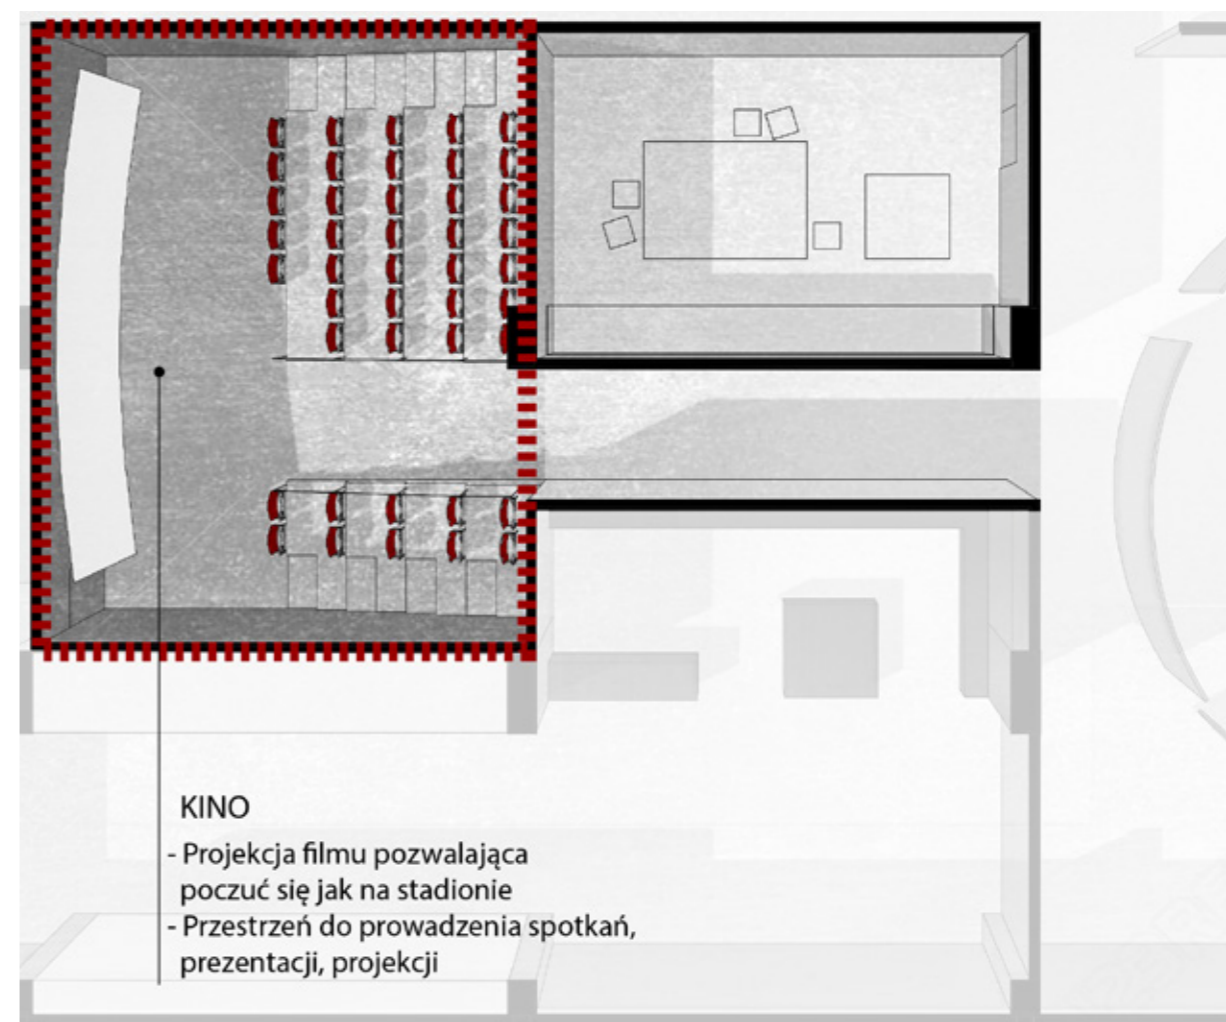 KINO
- Projekcja filmu pozwalająca
poczuć się jak na stadionie
- Przestrzeń do prowadzenia spotkań,
prezentacji, projekcji